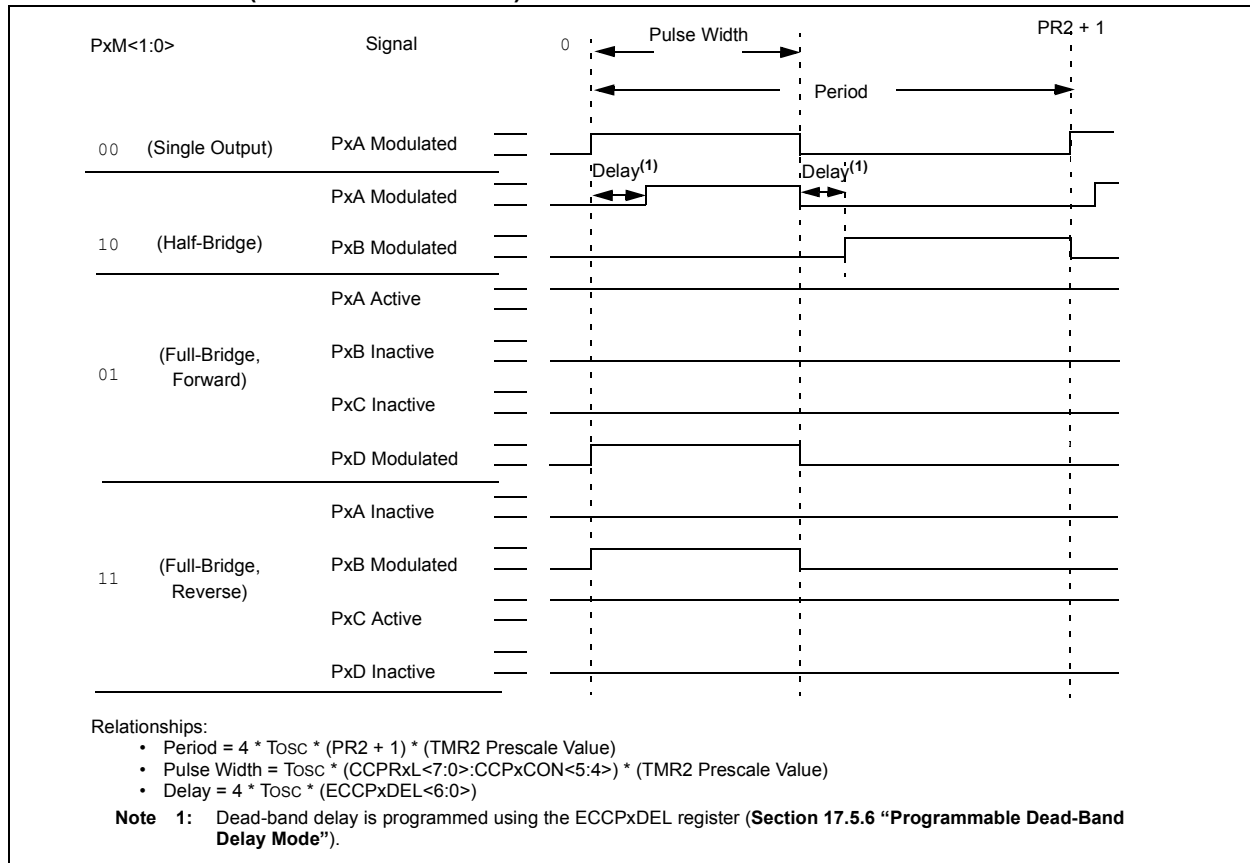 PxM<1:0> Signal 0 Pulse Width PR2 + 1
Period
00 (Single Output) PxA Modulated
Delay(1) Delay(1)
PxA Modulated
10 (Half-Bridge) PxB Modulated
PxA Active
01 (Full-Bridge, Forward) PxB Inactive
PxC Inactive
PxD Modulated
PxA Inactive
11 (Full-Bridge, Reverse) PxB Modulated
PxC Active
PxD Inactive
Relationships:
• Period = 4 * TOSC * (PR2 + 1) * (TMR2 Prescale Value)
• Pulse Width = TOSC * (CCPRxL<7:0>:CCPxCON<5:4>) * (TMR2 Prescale Value)
• Delay = 4 * TOSC * (ECCPxDEL<6:0>)
Note 1: Dead-band delay is programmed using the ECCPxDEL register (Section 17.5.6 “Programmable Dead-Band
Delay Mode”).